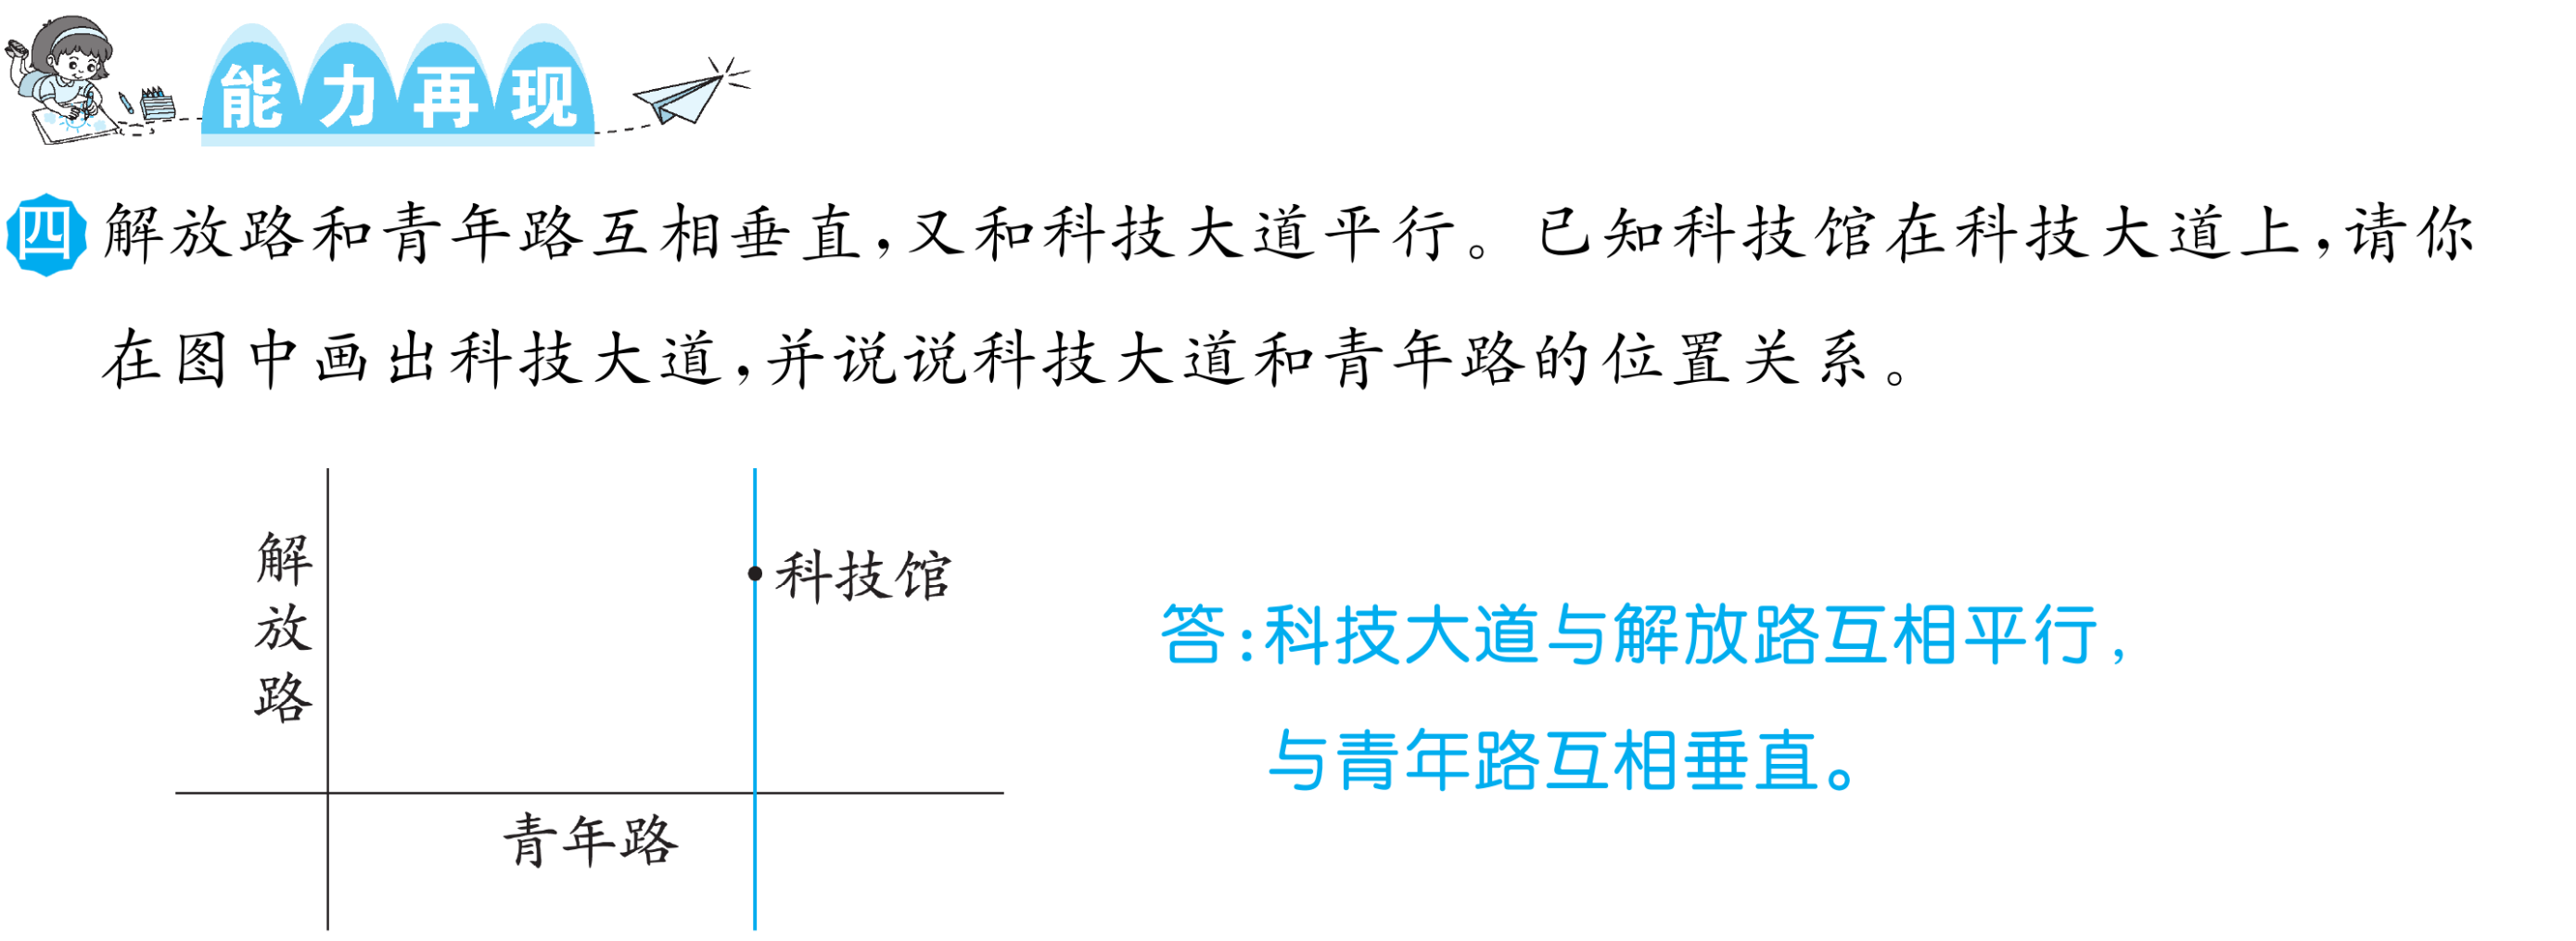 能力再现
四 解放路和青年路互相垂直,又和科技大道平行。已知科技馆在科技大道上,请你
在图中画出科技大道,并说说科技大道和青年路的位置关系。
解放路
科技馆
青年路
答:科技大道与解放路互相平行,
与青年路互相垂直。